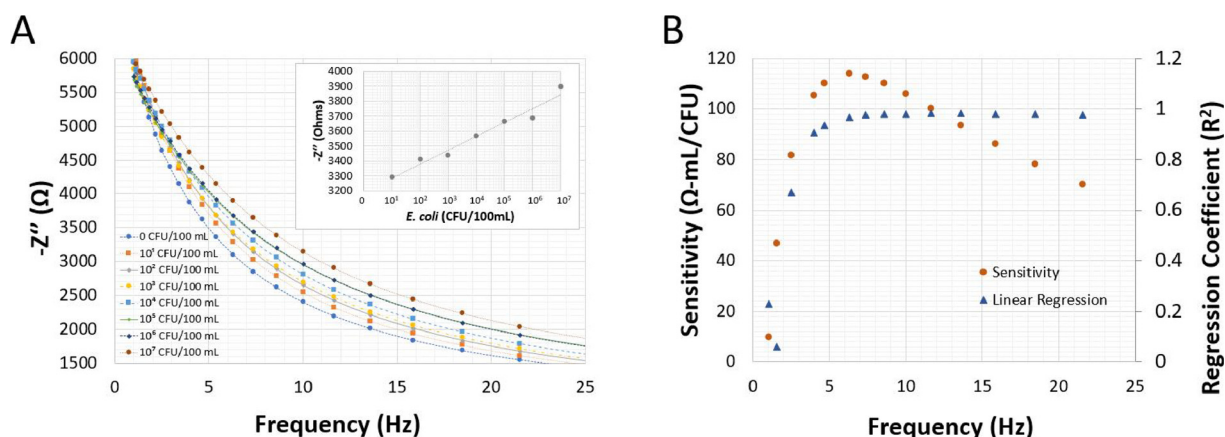 A
6000
5500
5000
4500
4000
3500
3000
2500
2000
1500
-Z″ (Ω)
0 5 10 15 20 25
Frequency (Hz)
0 CFU/100 mL
10¹ CFU/100 mL
10² CFU/100 mL
10³ CFU/100 mL
10⁴ CFU/100 mL
10⁵ CFU/100 mL
10⁶ CFU/100 mL
10⁷ CFU/100 mL
4000
3900
3800
3700
3600
3500
3400
3300
3200
-Z″ (Ohms)
0 10¹ 10² 10³ 10⁴ 10⁵ 10⁶ 10⁷
E. coli (CFU/100mL)
B
120
100
80
60
40
20
0
Sensitivity (Ω-mL/CFU)
0 5 10 15 20 25
Frequency (Hz)
Sensitivity
Linear Regression
1.2
1
0.8
0.6
0.4
0.2
0
Regression Coefficient (R²)